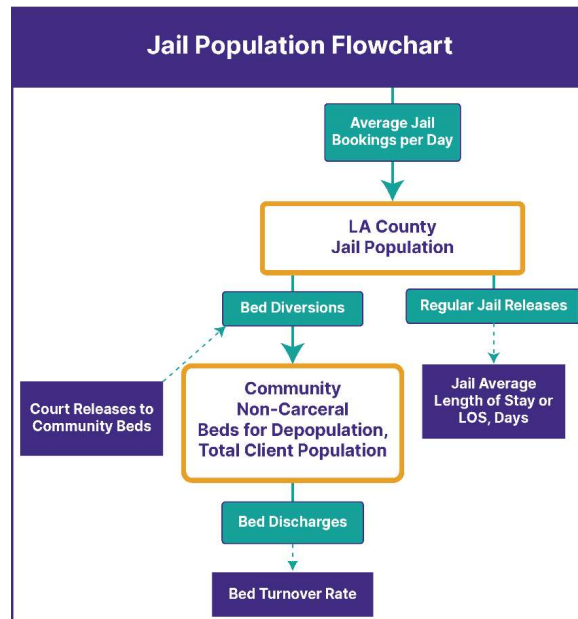 Jail Population Flowchart
Average Jail
Bookings per Day
LA County
Jail Population
Bed Diversions
Regular Jail Releases
Court Releases to
Community Beds
Community
Non-Carceral
Beds for Depopulation,
Total Client Population
Jail Average
Length of Stay or
LOS, Days
Bed Discharges
Bed Turnover Rate